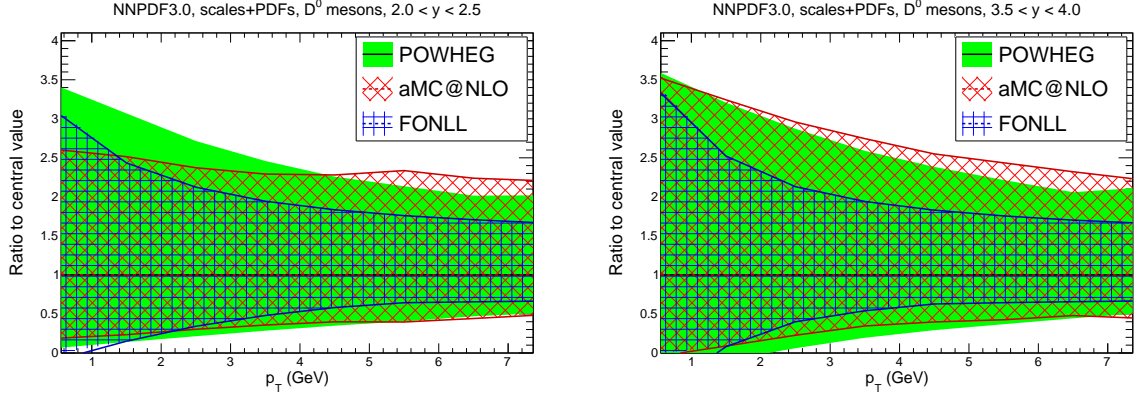 NNPDF3.0, scales+PDFs, D⁰ mesons, 2.0 < y < 2.5
Ratio to central value
4
3.5
3
2.5
2
1.5
1
0.5
0
POWHEG
aMC@NLO
FONLL
1 2 3 4 5 6 7
p_T (GeV)
NNPDF3.0, scales+PDFs, D⁰ mesons, 3.5 < y < 4.0
Ratio to central value
4
3.5
3
2.5
2
1.5
1
0.5
0
POWHEG
aMC@NLO
FONLL
1 2 3 4 5 6 7
p_T (GeV)